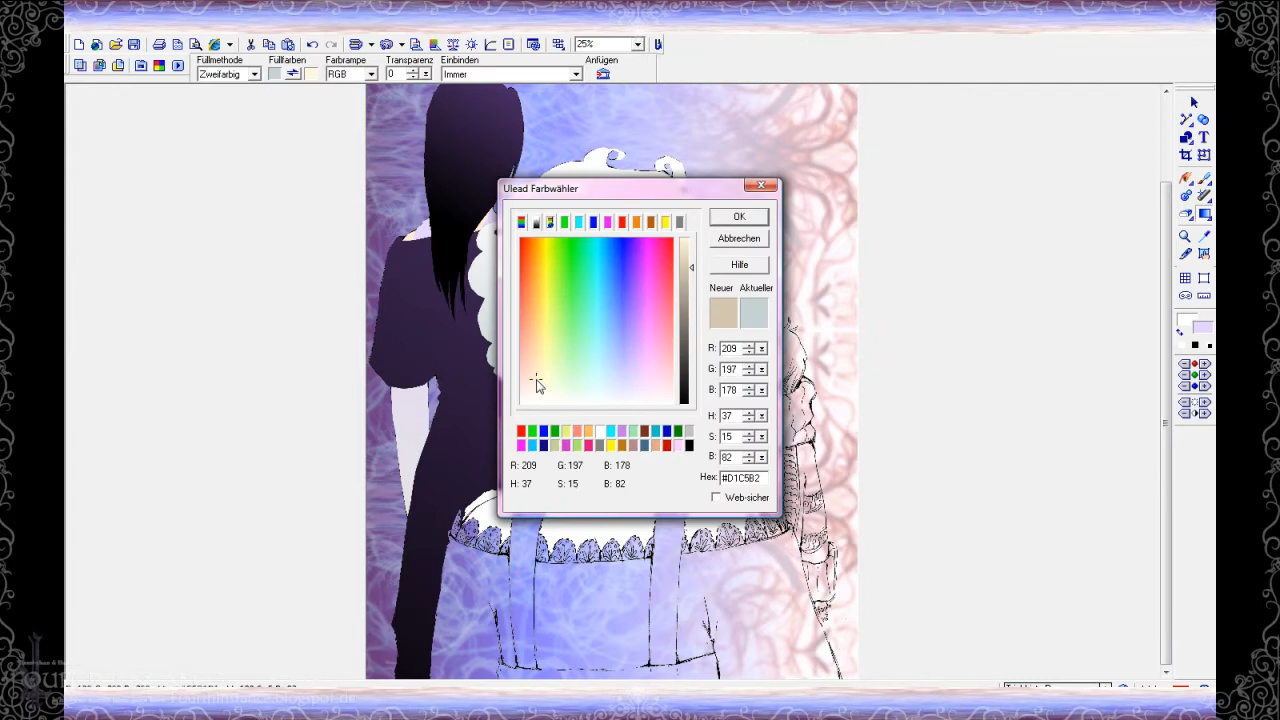 25%
Füllmethode Füllfarben Farbrampe Transparenz Einbinden Anfügen
Zweifarbig RGB 0 Immer
Ulead Farbwähler
OK
Abbrechen
Hilfe
Neuer Aktueller
R: 209
G: 197
B: 178
H: 37
S: 15
B: 82
R: 209 G: 197 B: 178
H: 37 S: 15 B: 82
Hex: #D1C5B2
Web-sicher